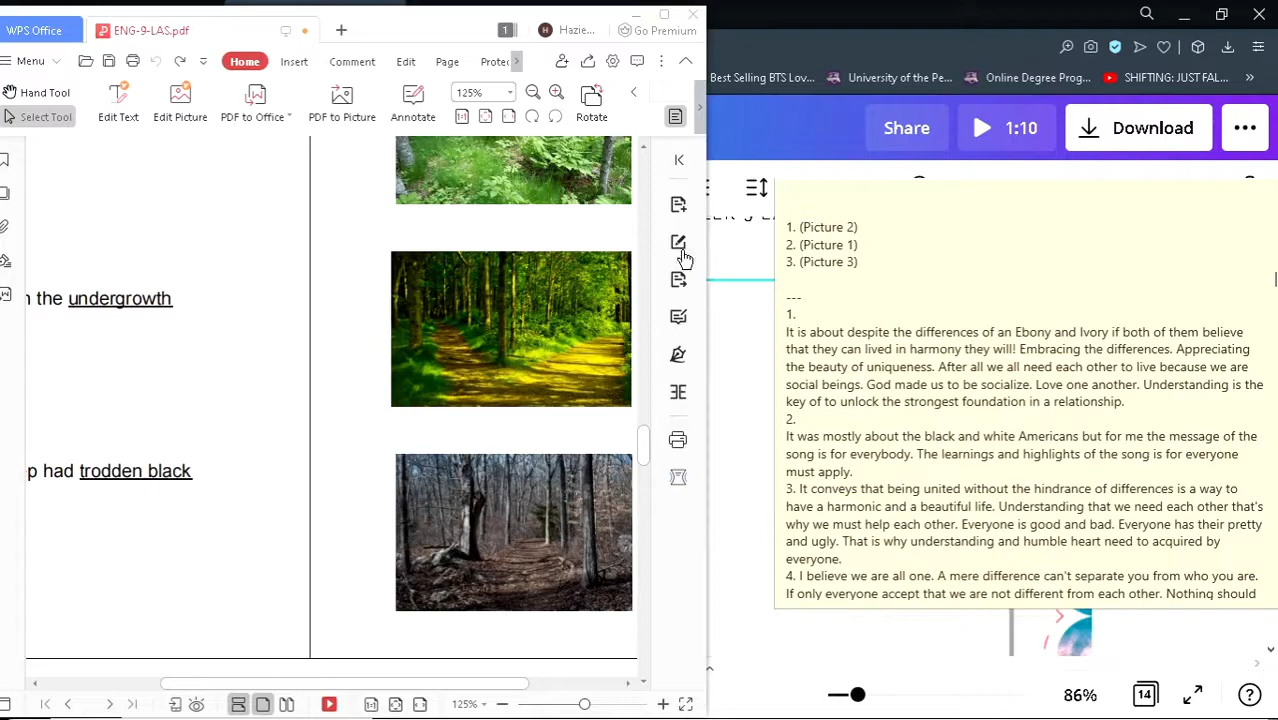 WPS Office
ENG-9-LAS.pdf
1
H
Hazie...
Go Premium
Menu
Home
Insert
Comment
Edit
Page
Protec
Best Selling BTS Lov...
University of the Pe...
Online Degree Prog...
SHIFTING: JUST FAL...
Hand Tool
Select Tool
Edit Text
Edit Picture
PDF to Office
PDF to Picture
Annotate
125%
Rotate
Share
1:10
Download
n the undergrowth
p had trodden black
1. (Picture 2)
2. (Picture 1)
3. (Picture 3)
---
1.
It is about despite the differences of an Ebony and Ivory if both of them believe
that they can lived in harmony they will! Embracing the differences. Appreciating
the beauty of uniqueness. After all we all need each other to live because we are
social beings. God made us to be socialize. Love one another. Understanding is the
key of to unlock the strongest foundation in a relationship.
2.
It was mostly about the black and white Americans but for me the message of the
song is for everybody. The learnings and highlights of the song is for everyone
must apply.
3. It conveys that being united without the hindrance of differences is a way to
have a harmonic and a beautiful life. Understanding that we need each other that's
why we must help each other. Everyone is good and bad. Everyone has their pretty
and ugly. That is why understanding and humble heart need to acquired by
everyone.
4. I believe we are all one. A mere difference can't separate you from who you are.
If only everyone accept that we are not different from each other. Nothing should
125%
86%
14